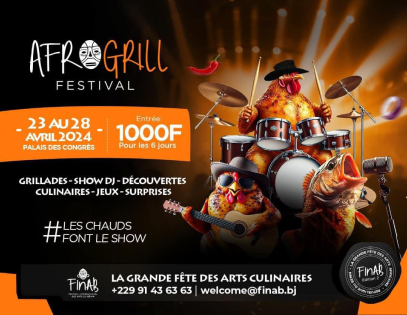 AFROGRILL
FESTIVAL
- 23 AU 28 -
AVRIL 2024
PALAIS DES CONGRÈS
Entrée
1000F
Pour les 6 jours
GRILLADES - SHOW DJ - DÉCOUVERTES
CULINAIRES - JEUX - SURPRISES
#LES CHAUDS
FONT LE SHOW
FInAB
LA GRANDE FÊTE DES ARTS CULINAIRES
+229 91 43 63 63 | welcome@finab.bj
FInAB